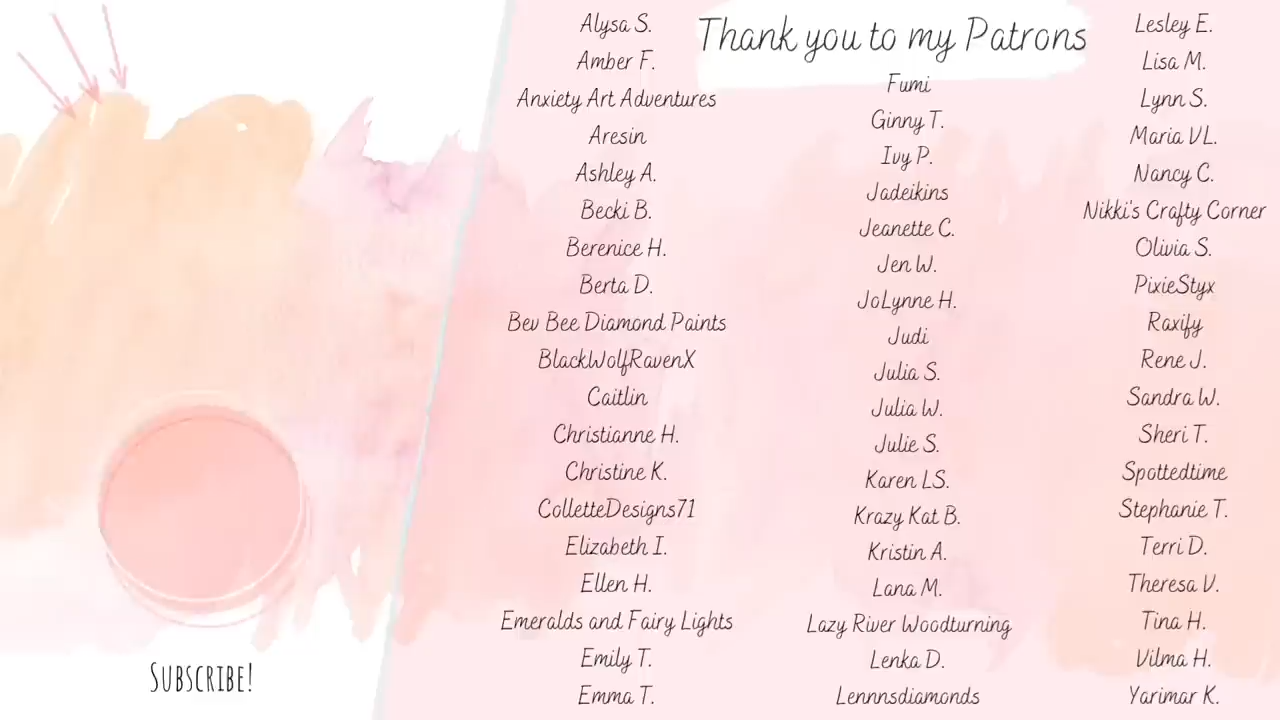 Thank you to my Patrons
Alysa S.
Amber F.
Anxiety Art Adventures
Aresin
Ashley A.
Becki B.
Berenice H.
Berta D.
Bev Bee Diamond Paints
BlackWolfRavenX
Caitlin
Christianne H.
Christine K.
ColletteDesigns71
Elizabeth I.
Ellen H.
Emeralds and Fairy Lights
Emily T.
Emma T.
Fumi
Ginny T.
Ivy P.
Jadeikins
Jeanette C.
Jen W.
JoLynne H.
Judi
Julia S.
Julia W.
Julie S.
Karen LS.
Krazy Kat B.
Kristin A.
Lana M.
Lazy River Woodturning
Lenka D.
Lennnsdiamonds
Lesley E.
Lisa M.
Lynn S.
Maria VL.
Nancy C.
Nikki's Crafty Corner
Olivia S.
PixieStyx
Raxify
Rene J.
Sandra W.
Sheri T.
Spottedtime
Stephanie T.
Terri D.
Theresa V.
Tina H.
Vilma H.
Yarimar K.
Subscribe!